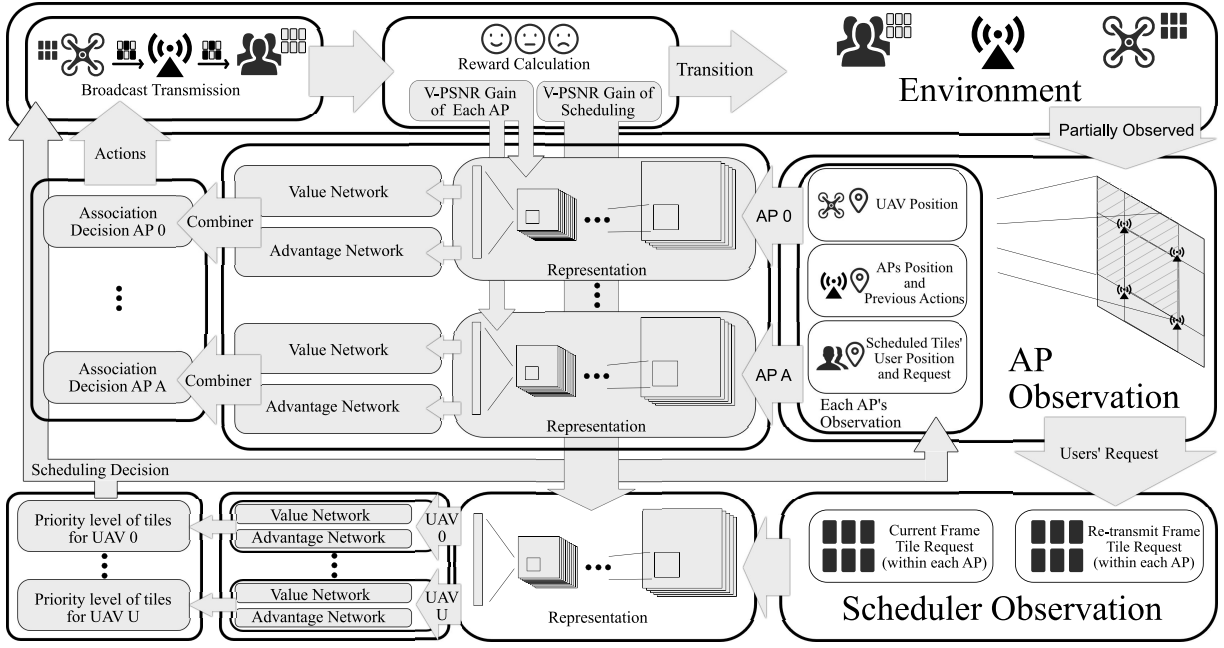 Broadcast Transmission
Reward Calculation
V-PSNR Gain
of Each AP
V-PSNR Gain of
Scheduling
Transition
Environment
Partially Observed
Actions
Association
Decision AP 0
Association
Decision AP A
Combiner
Value Network
Advantage Network
Representation
AP 0
Combiner
Value Network
Advantage Network
Representation
AP A
UAV Position
APs Position
and
Previous Actions
Scheduled Tiles'
User Position
and Request
Each AP's
Observation
AP
Observation
Users' Request
Scheduling Decision
Priority level of tiles
for UAV 0
Priority level of tiles
for UAV U
Value Network
Advantage Network
UAV
0
Value Network
Advantage Network
UAV
U
Representation
Current Frame
Tile Request
(within each AP)
Re-transmit Frame
Tile Request
(within each AP)
Scheduler Observation